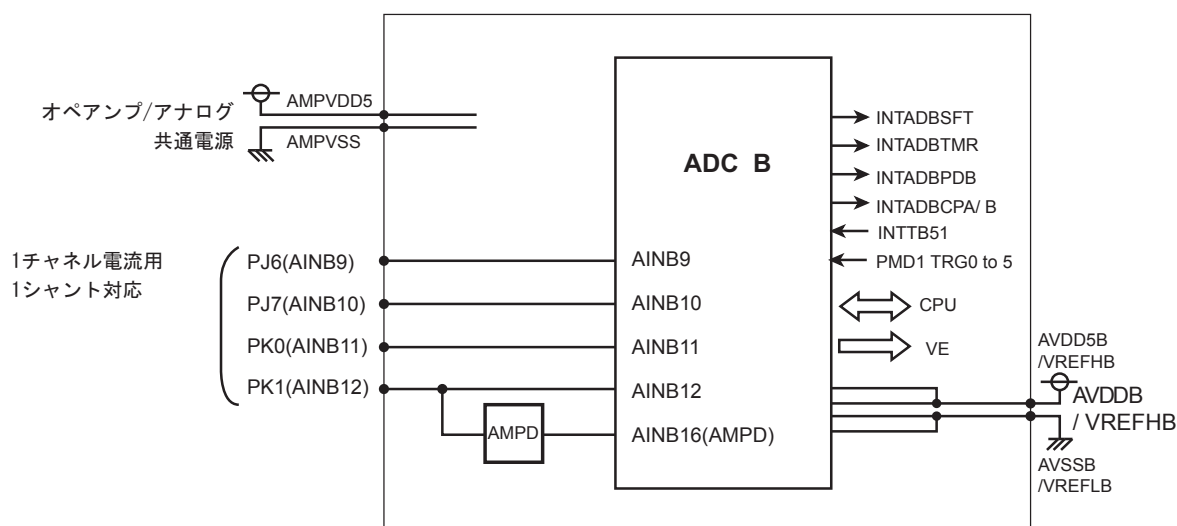 オペアンプ/アナログ
共通電源
AMPVDD5
AMPVSS
1チャネル電流用
1シャント対応
PJ6(AINB9)
PJ7(AINB10)
PK0(AINB11)
PK1(AINB12)
AMPD
ADC B
AINB9
AINB10
AINB11
AINB12
AINB16(AMPD)
INTADBSFT
INTADBTMR
INTADBPDB
INTADBCPA/ B
INTTB51
PMD1 TRG0 to 5
CPU
VE
AVDD5B
/VREFHB
AVDDB
/ VREFHB
AVSSB
/VREFLB